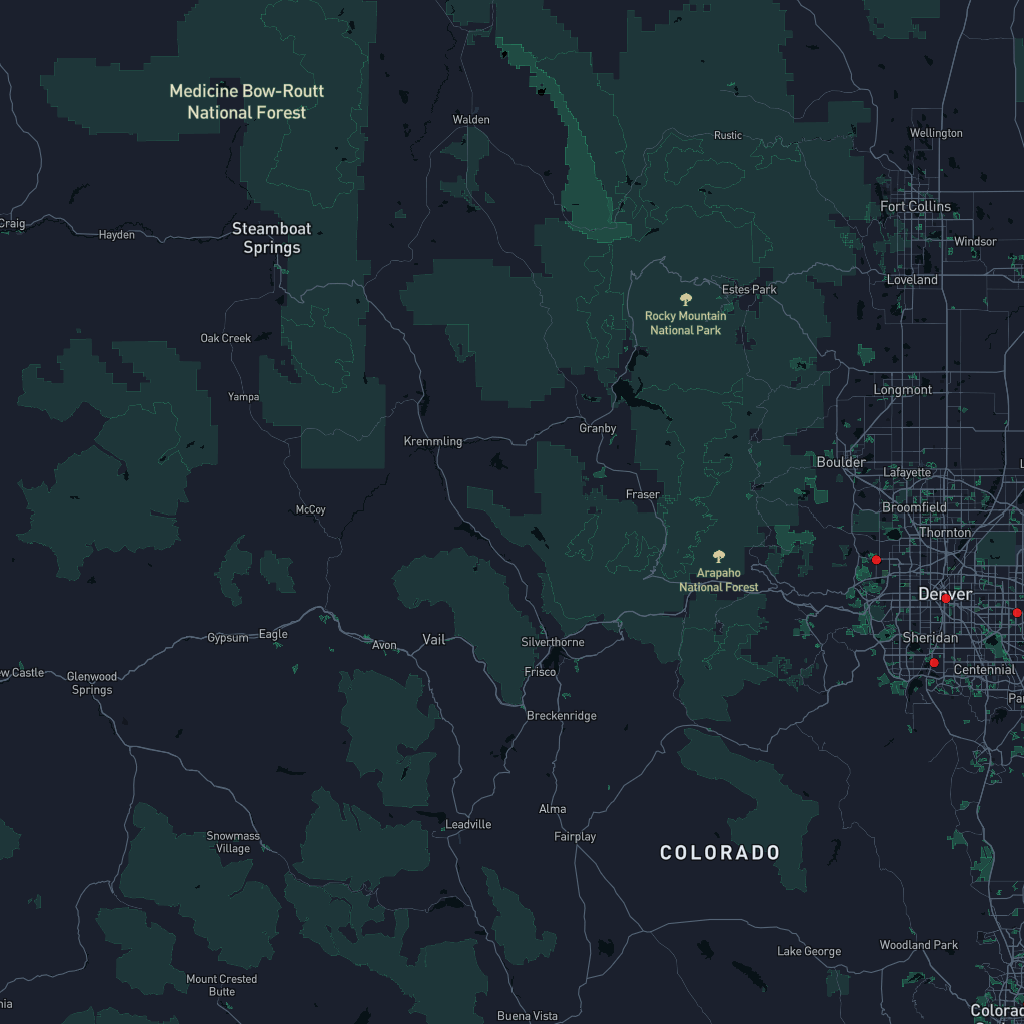 Medicine Bow-Routt
National Forest
Walden
Rustic
Wellington
Fort Collins
Craig
Hayden
Steamboat
Springs
Windsor
Loveland
Estes Park
Rocky Mountain
National Park
Oak Creek
Yampa
Longmont
Granby
Kremmling
Boulder
Lafayette
Fraser
McCoy
Broomfield
Thornton
Arapaho
National Forest
Denver
Gypsum
Eagle
Avon
Vail
Silverthorne
Sheridan
Centennial
Frisco
ew Castle
Glenwood
Springs
Par
Breckenridge
Alma
Leadville
Fairplay
Snowmass
Village
COLORADO
Lake George
Woodland Park
Mount Crested
Butte
Buena Vista
Colorad